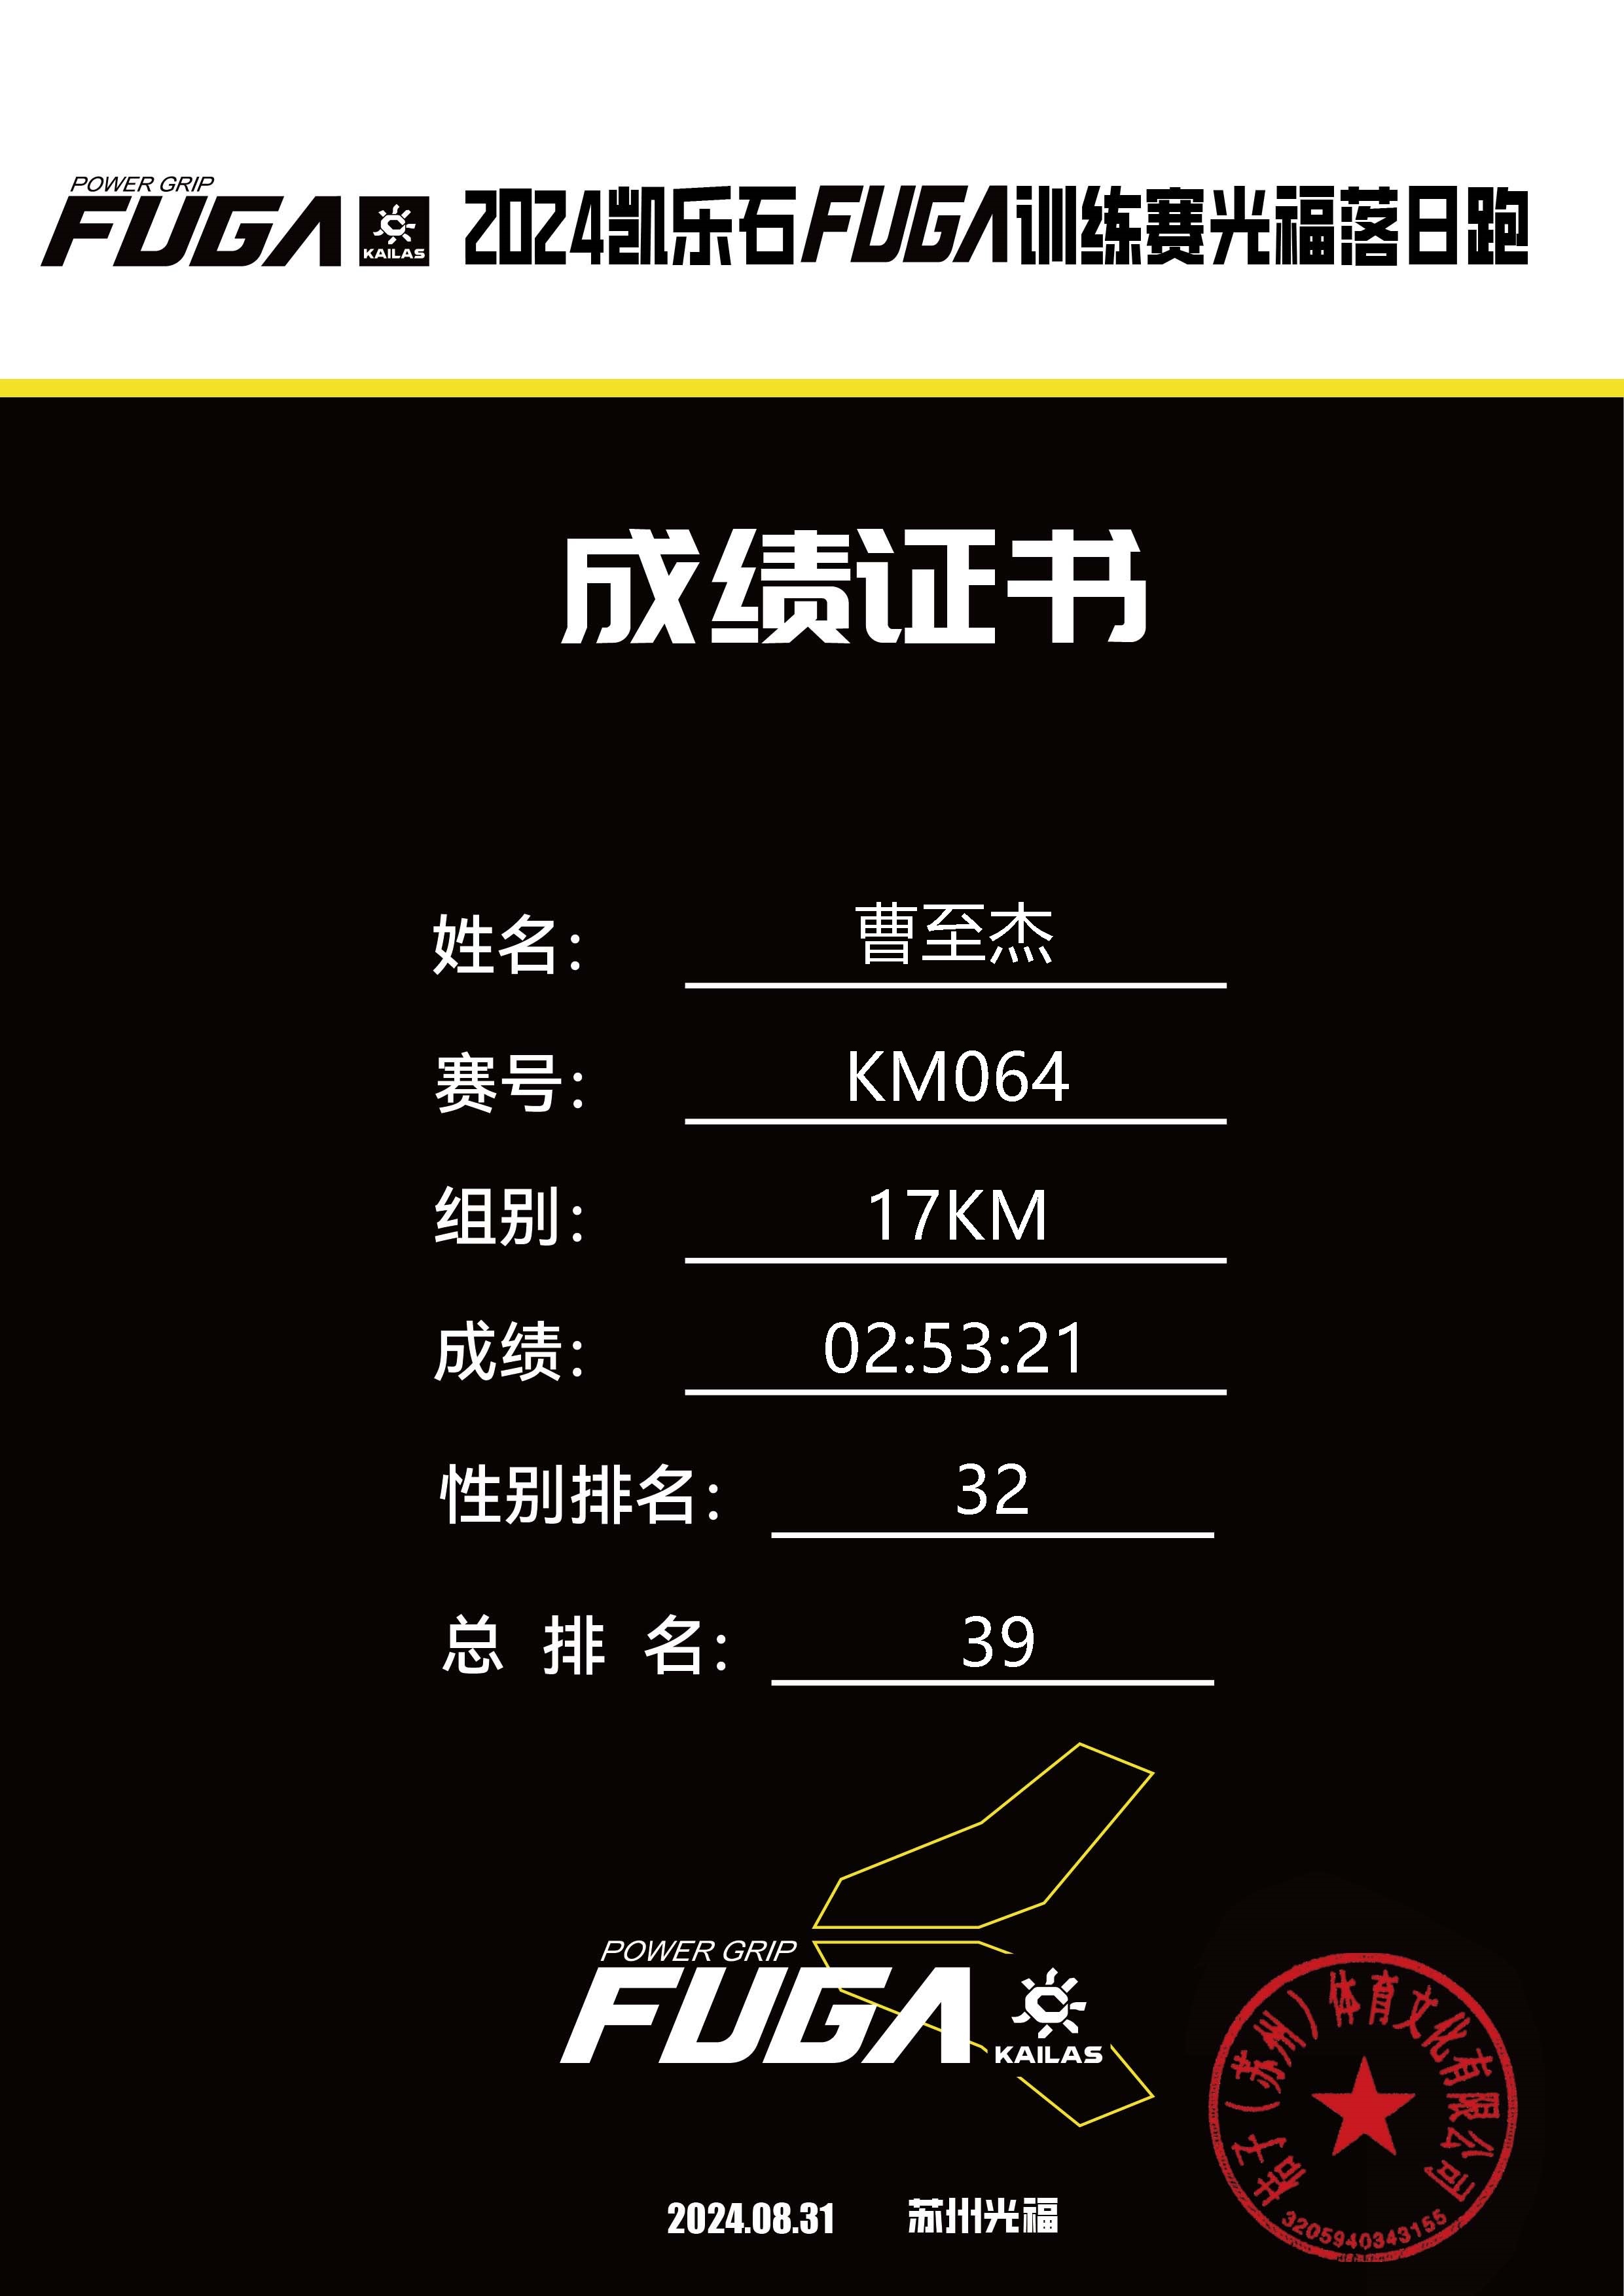 POWER GRIP
FUGA KAILAS 2024凯乐石FUGA训练赛光福落日跑
成绩证书
姓名: 曹至杰
赛号: KM064
组别: 17KM
成绩: 02:53:21
性别排名: 32
总 排 名: 39
POWER GRIP
FUGA KAILAS
2024.08.31 苏州光福
子(苏州)体育文化有限公司
3205940343155